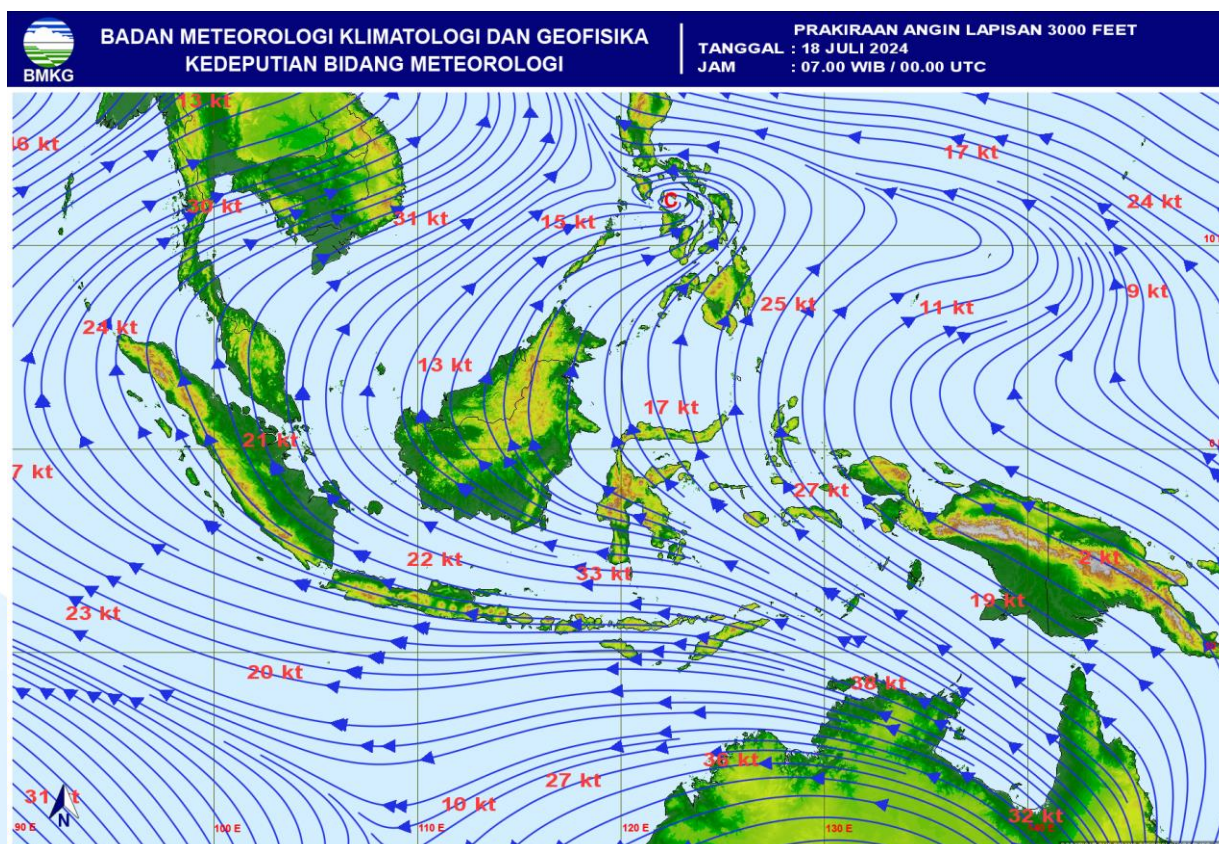 BMKG
BADAN METEOROLOGI KLIMATOLOGI DAN GEOFISIKA
KEDEPUTIAN BIDANG METEOROLOGI
PRAKIRAAN ANGIN LAPISAN 3000 FEET
TANGGAL : 18 JULI 2024
JAM : 07.00 WIB / 00.00 UTC
13 kt
17 kt
30 kt
31 kt
15 kt
C
24 kt
10
9 kt
25 kt
11 kt
24 kt
13 kt
17 kt
21 kt
27 kt
22 kt
33 kt
2 kt
23 kt
19 kt
20 kt
38 kt
36 kt
27 kt
10 kt
32 kt
N
90 E
100 E
110 E
120 E
130 E